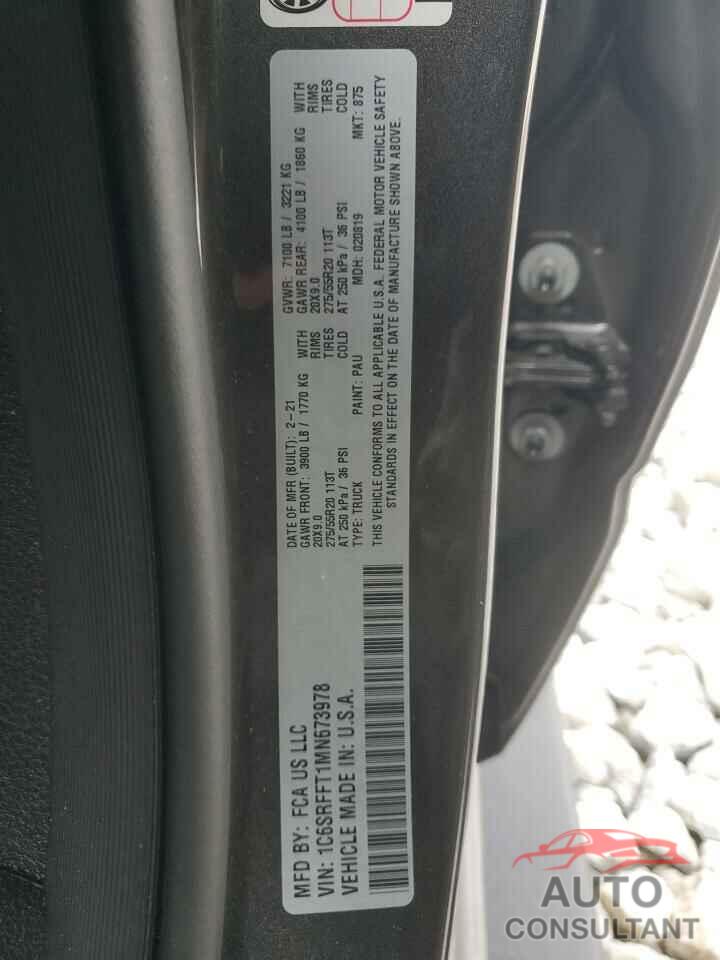 MFD BY: FCA US LLC
VIN: 1C6SRFFT1MN673978
VEHICLE MADE IN: U.S.A.
DATE OF MFR (BUILT): 2-21
GAWR FRONT: 3900 LB / 1770 KG WITH
20X9.0 RIMS
275/55R20 113T TIRES
AT 250 kPa / 36 PSI COLD
TYPE: TRUCK PAINT: PAU
GVWR: 7100 LB / 3221 KG
GAWR REAR: 4100 LB / 1860 KG WITH
20X9.0 RIMS
275/55R20 113T TIRES
AT 250 kPa / 36 PSI COLD
MDH: 020819 MKT: 875
THIS VEHICLE CONFORMS TO ALL APPLICABLE U.S.A. FEDERAL MOTOR VEHICLE SAFETY
STANDARDS IN EFFECT ON THE DATE OF MANUFACTURE SHOWN ABOVE.
AUTO
CONSULTANT